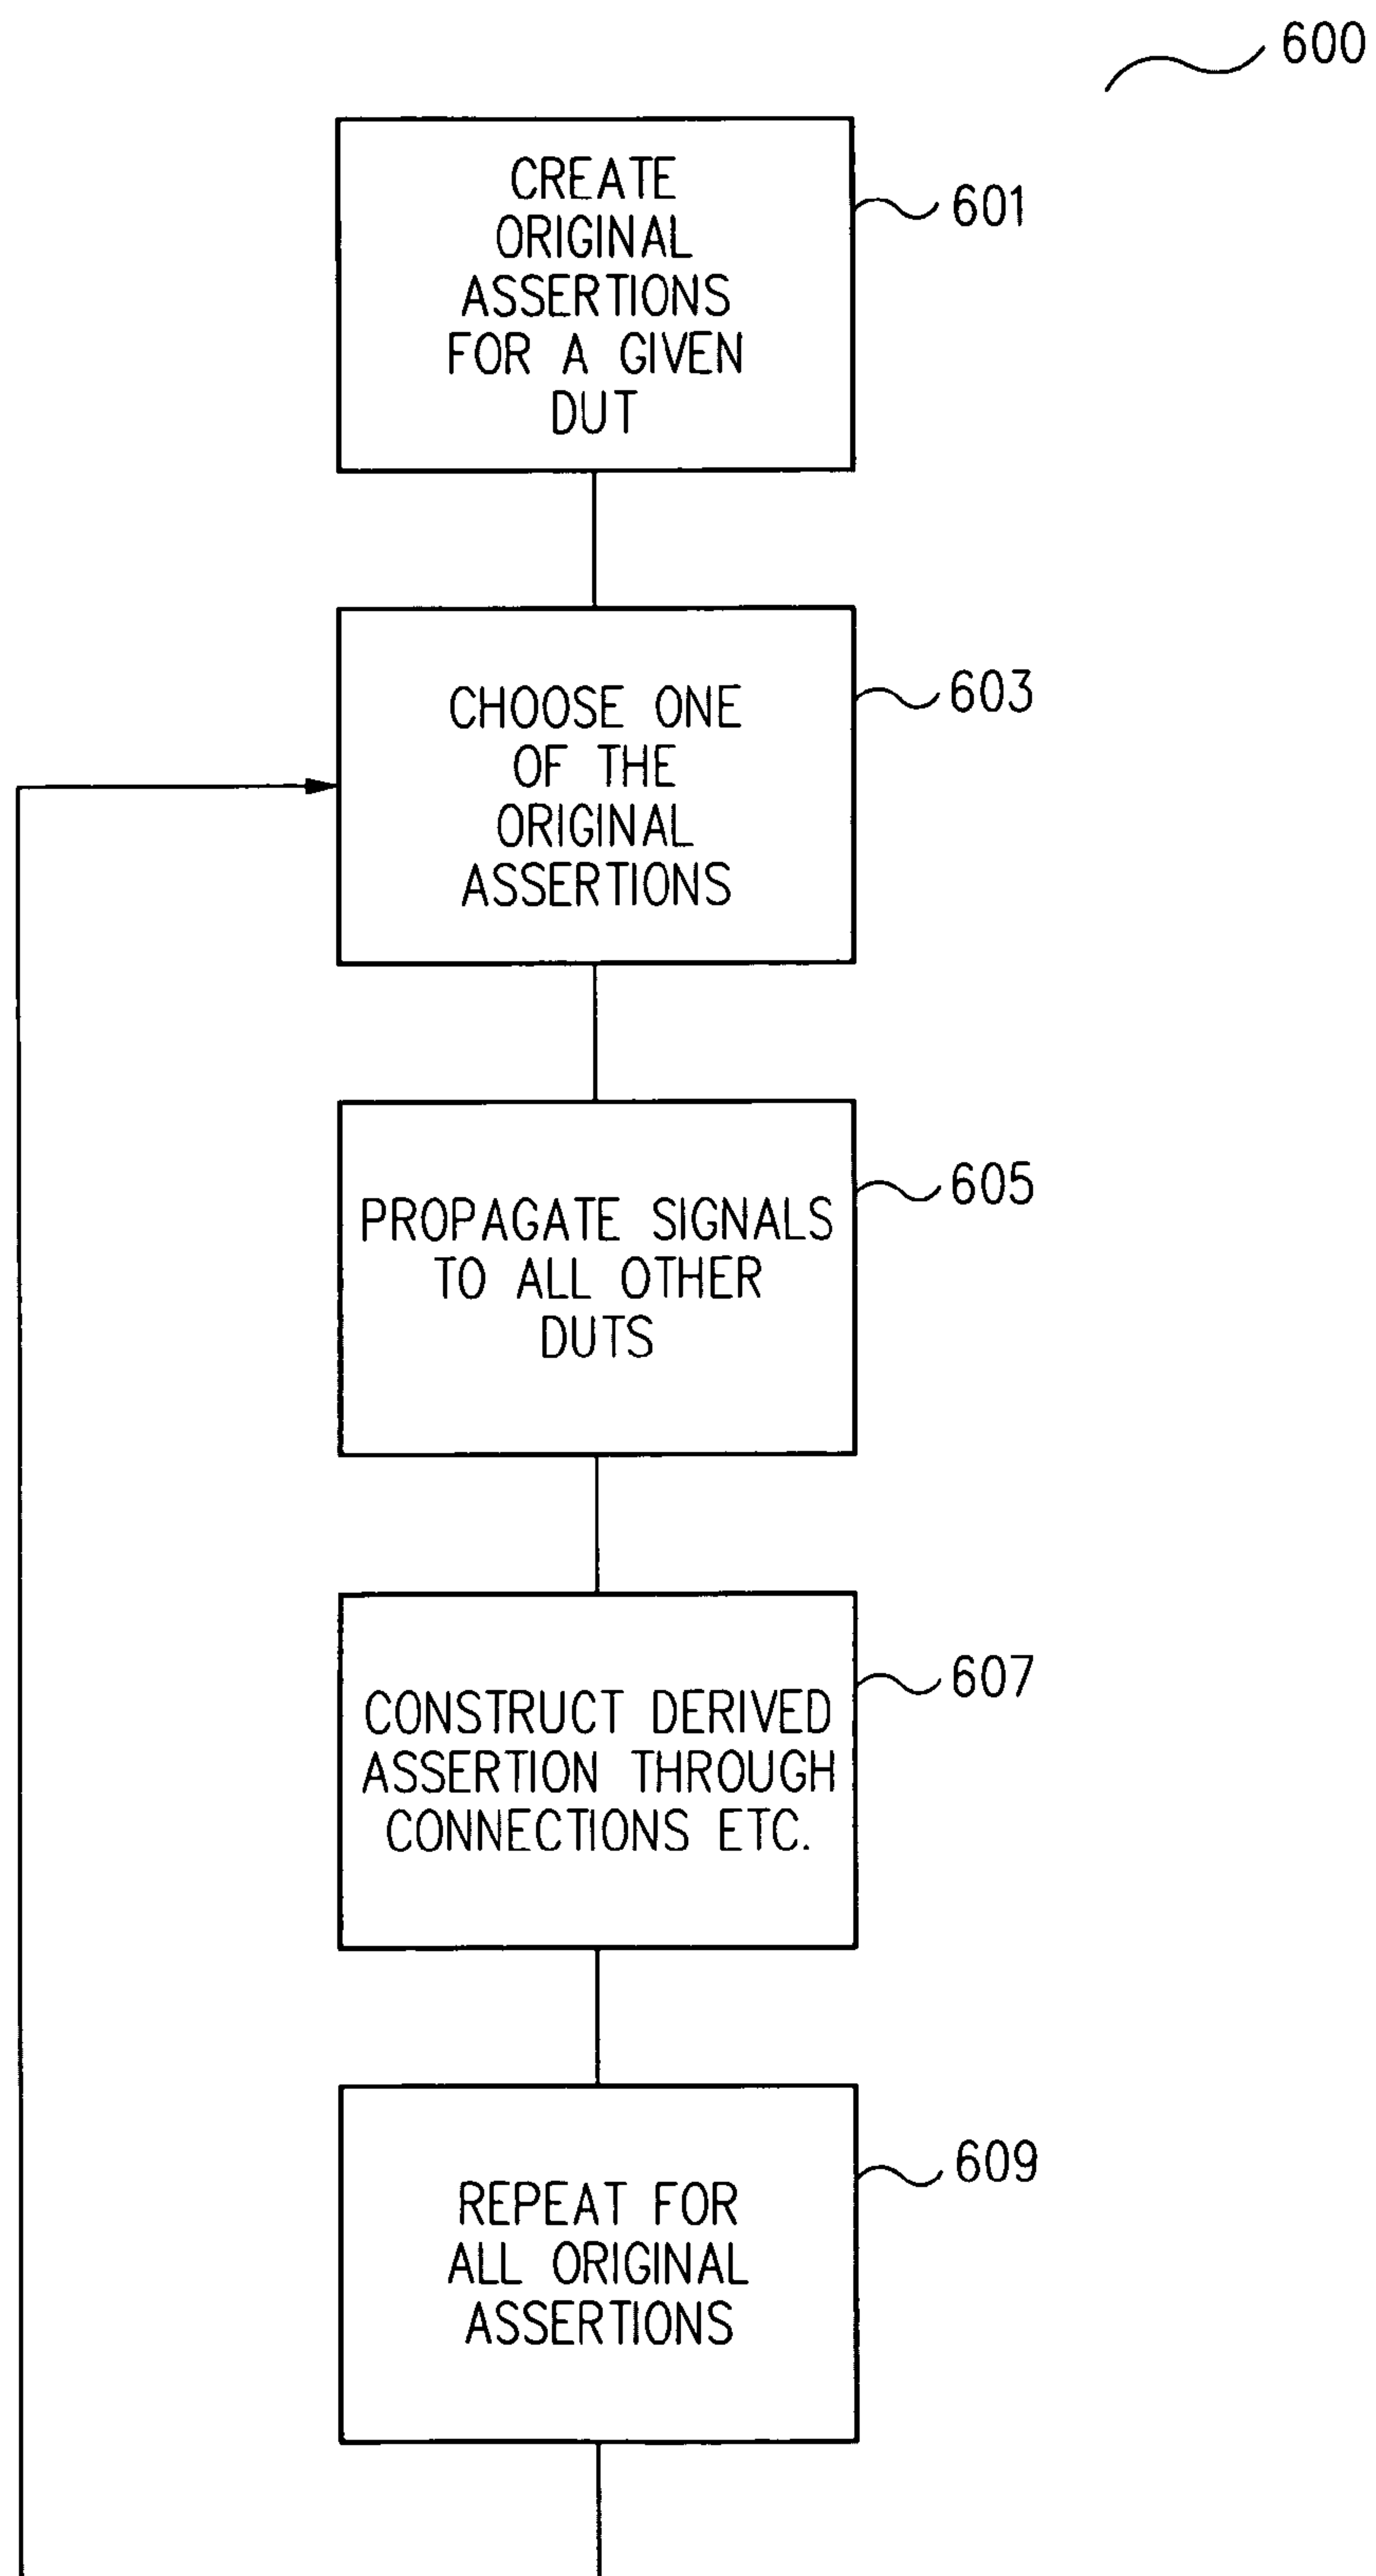 600
CREATE
ORIGINAL
ASSERTIONS
FOR A GIVEN
DUT
601
CHOOSE ONE
OF THE
ORIGINAL
ASSERTIONS
603
PROPAGATE SIGNALS
TO ALL OTHER
DUTS
605
CONSTRUCT DERIVED
ASSERTION THROUGH
CONNECTIONS ETC.
607
REPEAT FOR
ALL ORIGINAL
ASSERTIONS
609